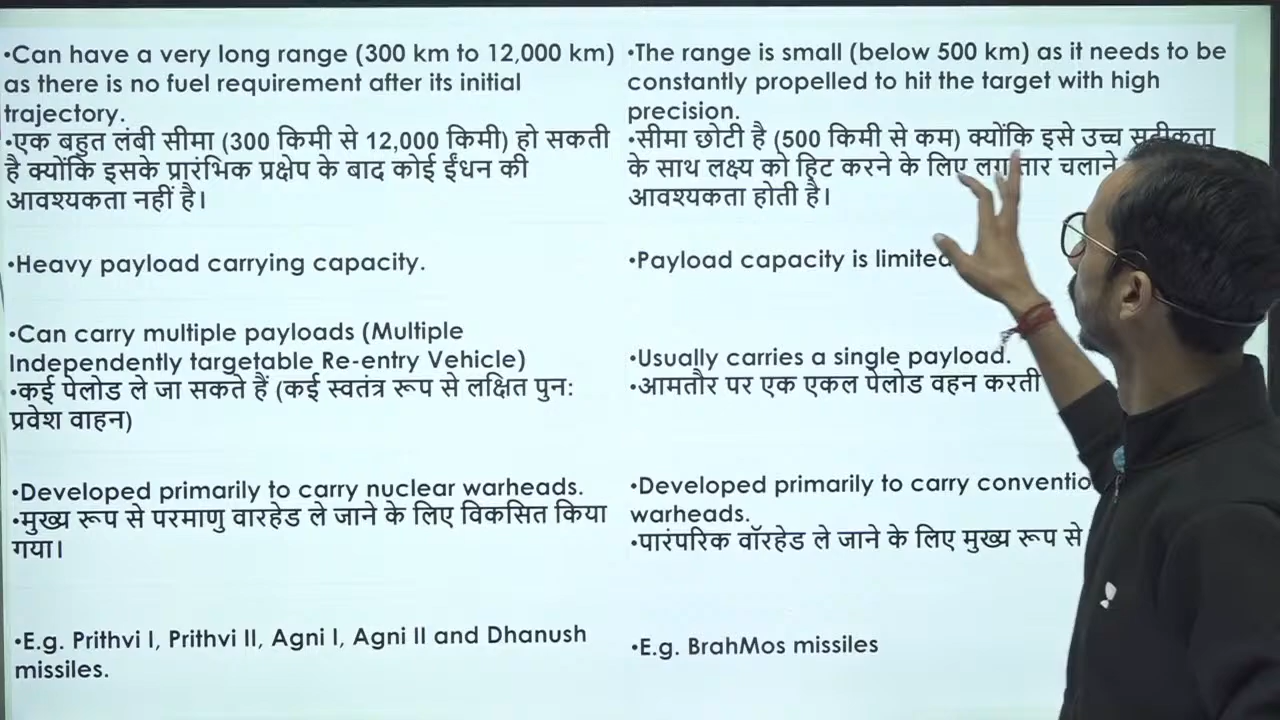 •Can have a very long range (300 km to 12,000 km)
as there is no fuel requirement after its initial
trajectory.
•एक बहुत लंबी सीमा (300 किमी से 12,000 किमी) हो सकती
है क्योंकि इसके प्रारंभिक प्रक्षेप के बाद कोई ईंधन की
आवश्यकता नहीं है।
•Heavy payload carrying capacity.
•Can carry multiple payloads (Multiple
Independently targetable Re-entry Vehicle)
•कई पेलोड ले जा सकते हैं (कई स्वतंत्र रूप से लक्षित पुन:
प्रवेश वाहन)
•Developed primarily to carry nuclear warheads.
•मुख्य रूप से परमाणु वारहेड ले जाने के लिए विकसित किया
गया।
•E.g. Prithvi I, Prithvi II, Agni I, Agni II and Dhanush
missiles.
•The range is small (below 500 km) as it needs to be
constantly propelled to hit the target with high
precision.
•सीमा छोटी है (500 किमी से कम) क्योंकि इसे उच्च सटीकता
के साथ लक्ष्य को हिट करने के लिए लगातार चलाने
आवश्यकता होती है।
•Payload capacity is limited
•Usually carries a single payload.
•आमतौर पर एक एकल पेलोड वहन करती
•Developed primarily to carry
warheads.
•पारंपरिक वॉरहेड ले जाने के लिए मुख्य रूप से
•E.g. BrahMos missiles